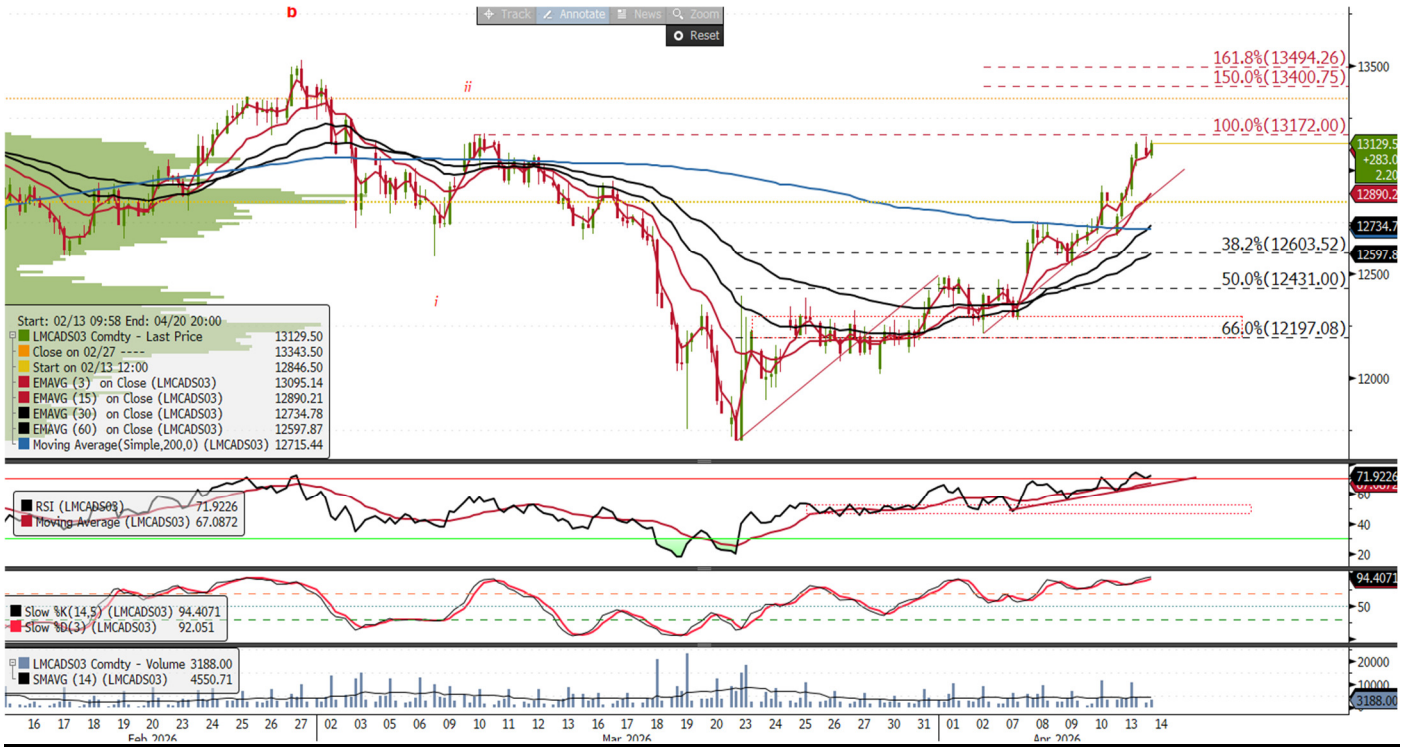 b
Track Annotate News Zoom
Reset
ii
i
161.8%(13494.26)
150.0%(13400.75)
100.0%(13172.00)
38.2%(12603.52)
50.0%(12431.00)
66.0%(12197.08)
13500
13129.5
+283.0
2.20
12890.2
12734.7
12597.8
12500
12000
Start: 02/13 09:58 End: 04/20 20:00
LMCADS03 Comdty - Last Price 13129.50
Close on 02/27 ---- 13343.50
Start on 02/13 12:00 12846.50
EMAVG (3) on Close (LMCADS03) 13095.14
EMAVG (15) on Close (LMCADS03) 12890.21
EMAVG (30) on Close (LMCADS03) 12734.78
EMAVG (60) on Close (LMCADS03) 12597.87
Moving Average(Simple,200,0) (LMCADS03) 12715.44
RSI (LMCADS03) 71.9226
Moving Average (LMCADS03) 67.0872
71.9226
67.0872
60
40
20
Slow %K(14,5) (LMCADS03) 94.4071
Slow %D(3) (LMCADS03) 92.051
94.4071
50
LMCADS03 Comdty - Volume 3188.00
SMAVG (14) (LMCADS03) 4550.71
20000
10000
3188.00
16 17 18 19 20 23 24 25 26 27 02 03 05 06 09 10 11 12 13 16 17 18 19 20 23 24 25 26 27 30 31 01 02 07 08 09 10 13 14
Feb 2026 Mar 2026 Apr 2026